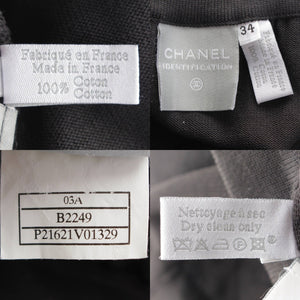 Fabriqué en France
Made in France
100% Coton
Cotton
CHANEL
IDENTIFICATION
34
03A
B2249
P21621V01329
Nettoyage à sec
Dry clean only